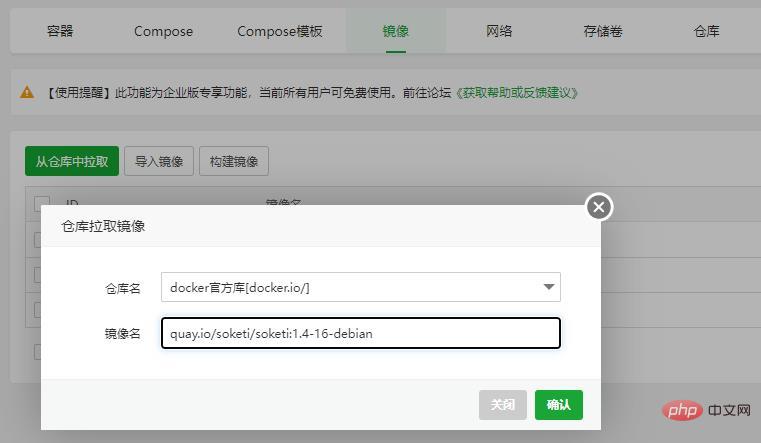 容器 Compose Compose模板 镜像 网络 存储卷 仓库
【使用提醒】此功能为企业版专享功能，当前所有用户可免费使用。前往论坛《获取帮助或反馈建议》
从仓库中拉取 导入镜像 构建镜像
ID 镜像名
仓库拉取镜像
仓库名 docker官方库[docker.io/]
镜像名 quay.io/soketi/soketi:1.4-16-debian
关闭 确认
php 中文网